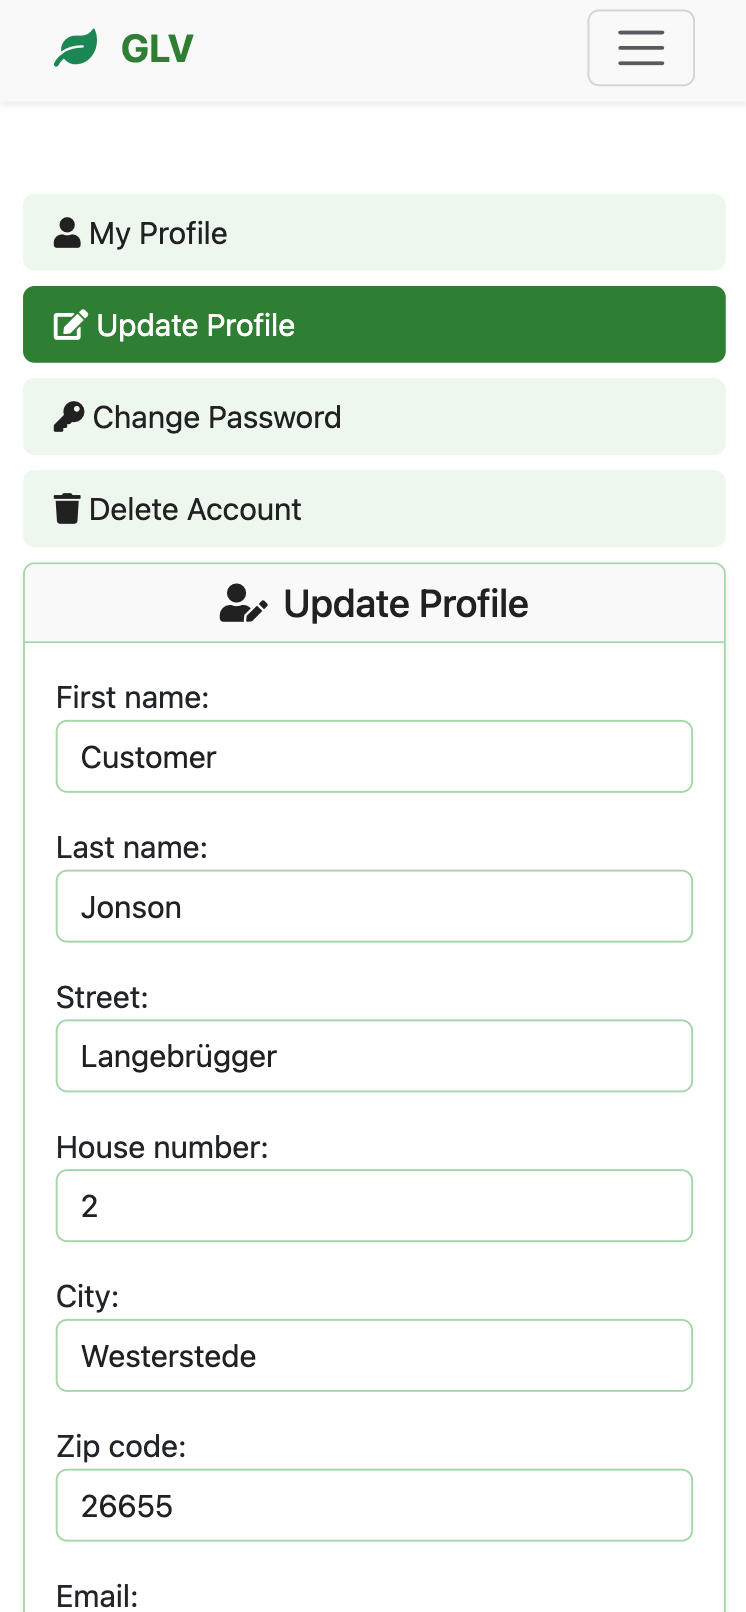 GLV
My Profile
Update Profile
Change Password
Delete Account
Update Profile
First name:
Customer
Last name:
Jonson
Street:
Langebrügger
House number:
2
City:
Westerstede
Zip code:
26655
Email: